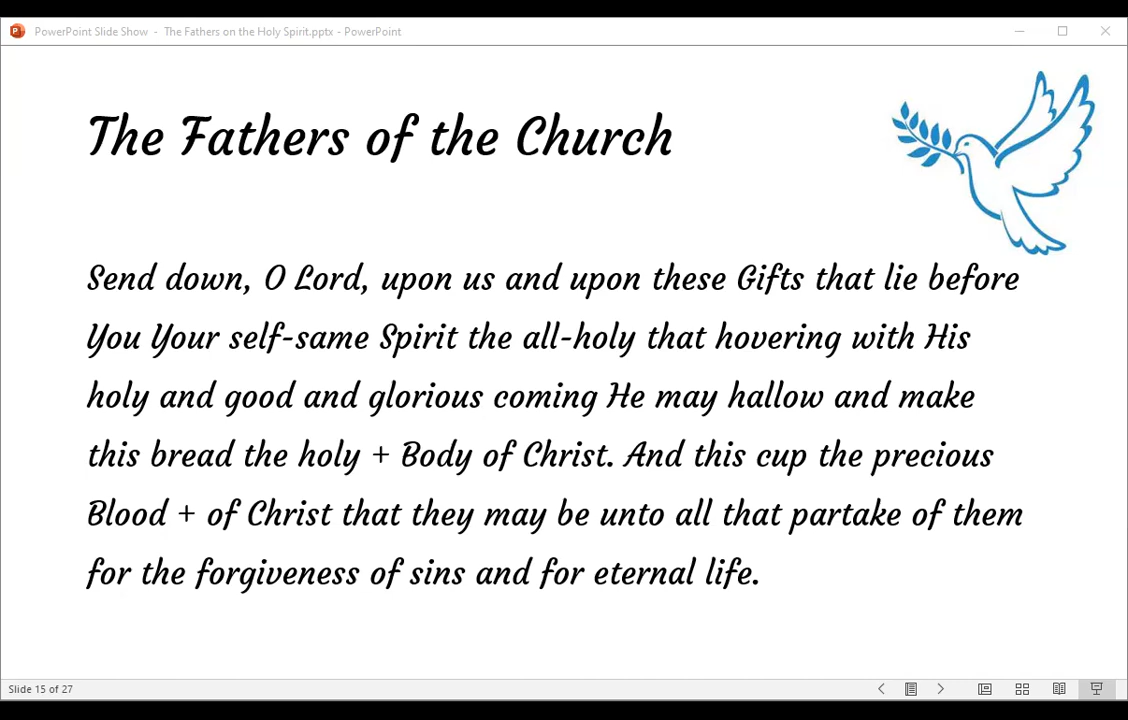 PowerPoint Slide Show - The Fathers on the Holy Spirit.pptx - PowerPoint
The Fathers of the Church
Send down, O Lord, upon us and upon these Gifts that lie before
You Your self-same Spirit the all-holy that hovering with His
holy and good and glorious coming He may hallow and make
this bread the holy + Body of Christ. And this cup the precious
Blood + of Christ that they may be unto all that partake of them
for the forgiveness of sins and for eternal life.
Slide 15 of 27